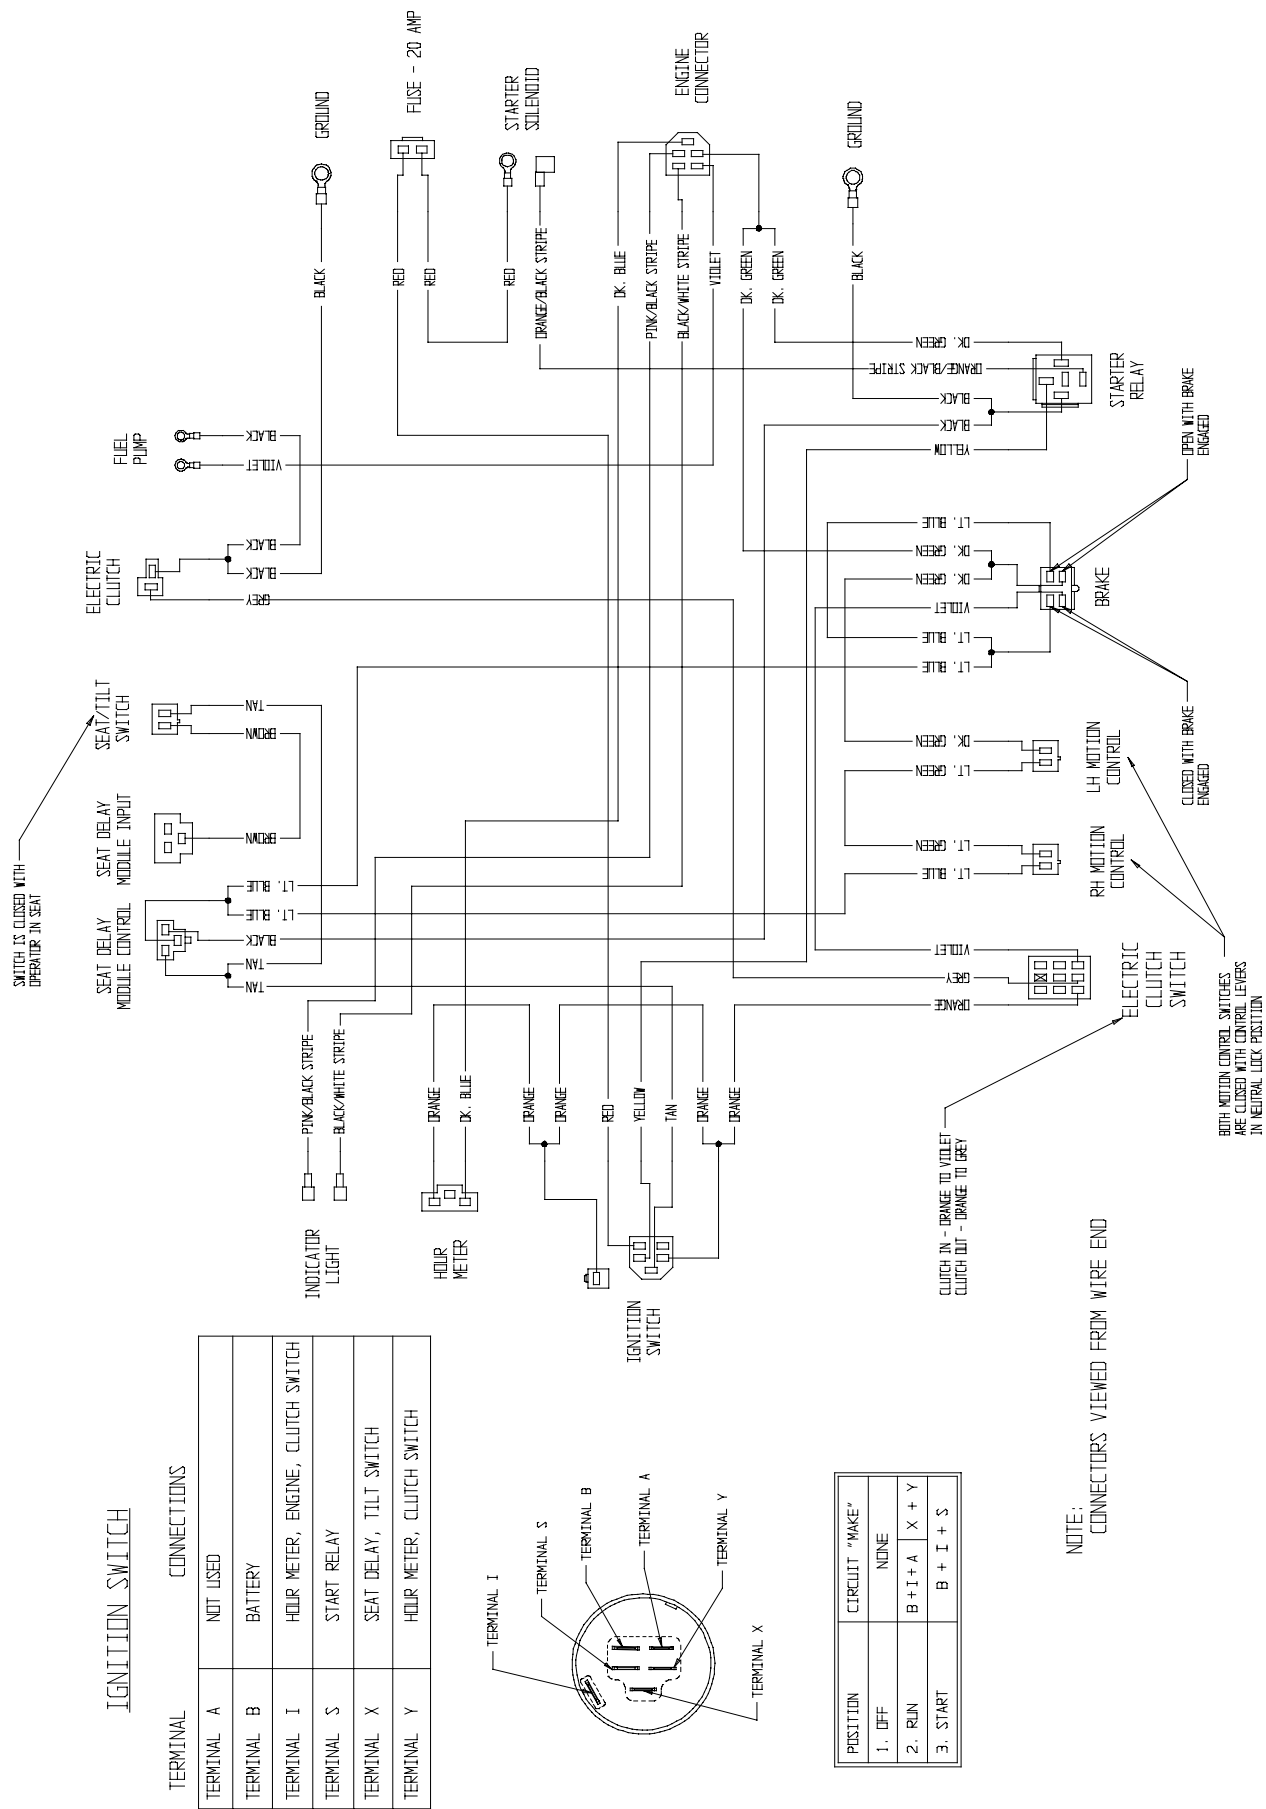 IGNITION SWITCH
TERMINAL CONNECTIONS
TERMINAL A NOT USED
TERMINAL B BATTERY
TERMINAL I HOUR METER, ENGINE, CLUTCH SWITCH
TERMINAL S START RELAY
TERMINAL X SEAT DELAY, TILT SWITCH
TERMINAL Y HOUR METER, CLUTCH SWITCH
TERMINAL I
TERMINAL S
TERMINAL B
TERMINAL A
TERMINAL Y
TERMINAL X
POSITION CIRCUIT "MAKE"
1. OFF NONE
2. RUN B+I+A X + Y
3. START B + I + S
NOTE:
CONNECTORS VIEWED FROM WIRE END
SWITCH IS CLOSED WITH
OPERATOR IN SEAT
SEAT DELAY
MODULE CONTROL
SEAT DELAY
MODULE INPUT
SEAT/TILT
SWITCH
ELECTRIC
CLUTCH
FUEL
PUMP
TAN
TAN
BLACK
LT. BLUE
LT. BLUE
BROWN
BROWN
TAN
GREY
BLACK
BLACK
VIOLET
BLACK
INDICATOR
LIGHT
PINK/BLACK STRIPE
BLACK/WHITE STRIPE
HOUR
METER
ORANGE
DK. BLUE
IGNITION
SWITCH
ORANGE
ORANGE
RED
YELLOW
TAN
ORANGE
ORANGE
BLACK
GROUND
RED
RED
FUSE - 20 AMP
RED
ORANGE/BLACK STRIPE
STARTER
SOLENOID
DK. BLUE
PINK/BLACK STRIPE
BLACK/WHITE STRIPE
VIOLET
ENGINE
CONNECTOR
DK. GREEN
DK. GREEN
BLACK
GROUND
ORANGE
GREY
VIOLET
LT. BLUE
LT. GREEN
LT. GREEN
DK. GREEN
LT. BLUE
LT. BLUE
VIOLET
DK. GREEN
DK. GREEN
LT. BLUE
YELLOW
BLACK
BLACK
ORANGE/BLACK STRIPE
DK. GREEN
CLUTCH IN - ORANGE TO VIOLET
CLUTCH OUT - ORANGE TO GREY
ELECTRIC
CLUTCH
SWITCH
RH MOTION
CONTROL
LH MOTION
CONTROL
BRAKE
STARTER
RELAY
CLOSED WITH BRAKE
ENGAGED
OPEN WITH BRAKE
ENGAGED
BOTH MOTION CONTROL SWITCHES
ARE CLOSED WITH CONTROL LEVERS
IN NEUTRAL LOCK POSITION